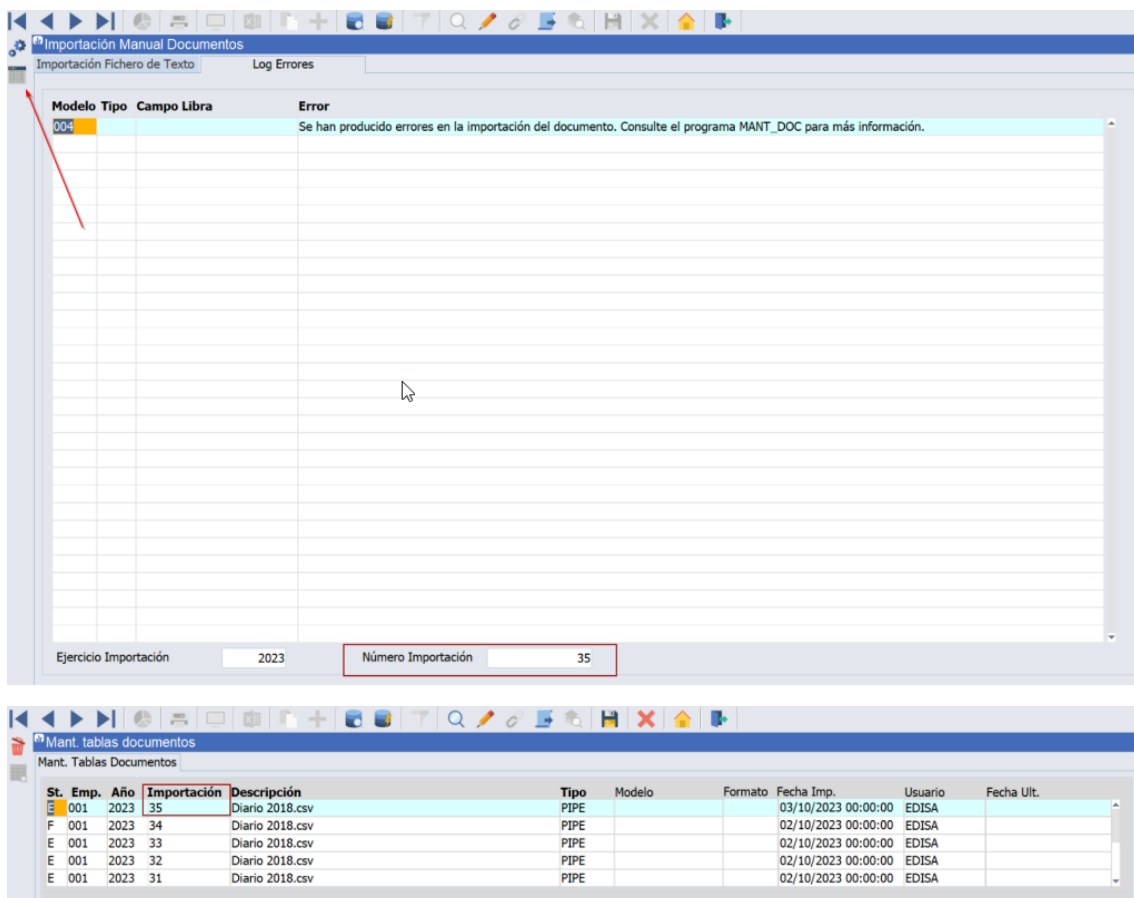 Importación Manual Documentos
Importación Fichero de Texto Log Errores
Modelo Tipo Campo Libra Error
004 Se han producido errores en la importación del documento. Consulte el programa MANT_DOC para más información.
Ejercicio Importación 2023 Número Importación 35
Mant. tablas documentos
Mant. Tablas Documentos
St. Emp. Año Importación Descripción Tipo Modelo Formato Fecha Imp. Usuario Fecha Ult.
E 001 2023 35 Diario 2018.csv PIPE 03/10/2023 00:00:00 EDISA
F 001 2023 34 Diario 2018.csv PIPE 02/10/2023 00:00:00 EDISA
E 001 2023 33 Diario 2018.csv PIPE 02/10/2023 00:00:00 EDISA
E 001 2023 32 Diario 2018.csv PIPE 02/10/2023 00:00:00 EDISA
E 001 2023 31 Diario 2018.csv PIPE 02/10/2023 00:00:00 EDISA